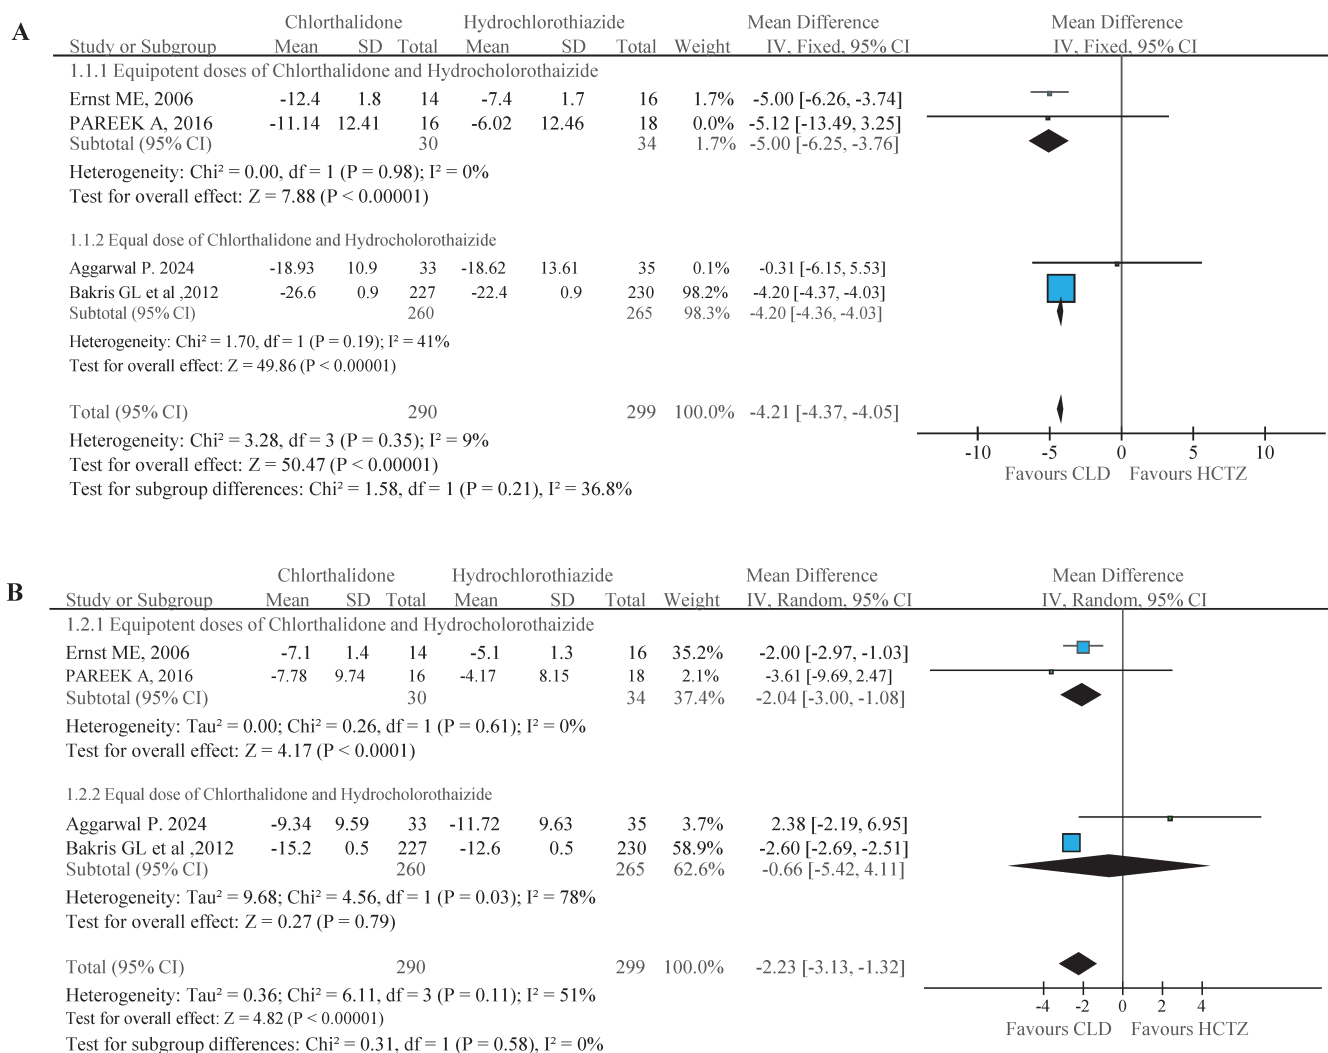 A
Chlorthalidone Hydrochlorothiazide Mean Difference Mean Difference
Study or Subgroup Mean SD Total Mean SD Total Weight IV, Fixed, 95% CI IV, Fixed, 95% CI
1.1.1 Equipotent doses of Chlorthalidone and Hydrocholorothaizide
Ernst ME, 2006 -12.4 1.8 14 -7.4 1.7 16 1.7% -5.00 [-6.26, -3.74]
PAREEK A, 2016 -11.14 12.41 16 -6.02 12.46 18 0.0% -5.12 [-13.49, 3.25]
Subtotal (95% CI) 30 34 1.7% -5.00 [-6.25, -3.76]
Heterogeneity: Chi² = 0.00, df = 1 (P = 0.98); I² = 0%
Test for overall effect: Z = 7.88 (P < 0.00001)
1.1.2 Equal dose of Chlorthalidone and Hydrocholorothaizide
Aggarwal P. 2024 -18.93 10.9 33 -18.62 13.61 35 0.1% -0.31 [-6.15, 5.53]
Bakris GL et al ,2012 -26.6 0.9 227 -22.4 0.9 230 98.2% -4.20 [-4.37, -4.03]
Subtotal (95% CI) 260 265 98.3% -4.20 [-4.36, -4.03]
Heterogeneity: Chi² = 1.70, df = 1 (P = 0.19); I² = 41%
Test for overall effect: Z = 49.86 (P < 0.00001)
Total (95% CI) 290 299 100.0% -4.21 [-4.37, -4.05]
Heterogeneity: Chi² = 3.28, df = 3 (P = 0.35); I² = 9%
Test for overall effect: Z = 50.47 (P < 0.00001)
Test for subgroup differences: Chi² = 1.58, df = 1 (P = 0.21), I² = 36.8%
-10 -5 0 5 10
Favours CLD Favours HCTZ
B
Chlorthalidone Hydrochlorothiazide Mean Difference Mean Difference
Study or Subgroup Mean SD Total Mean SD Total Weight IV, Random, 95% CI IV, Random, 95% CI
1.2.1 Equipotent doses of Chlorthalidone and Hydrocholorothaizide
Ernst ME, 2006 -7.1 1.4 14 -5.1 1.3 16 35.2% -2.00 [-2.97, -1.03]
PAREEK A, 2016 -7.78 9.74 16 -4.17 8.15 18 2.1% -3.61 [-9.69, 2.47]
Subtotal (95% CI) 30 34 37.4% -2.04 [-3.00, -1.08]
Heterogeneity: Tau² = 0.00; Chi² = 0.26, df = 1 (P = 0.61); I² = 0%
Test for overall effect: Z = 4.17 (P < 0.0001)
1.2.2 Equal dose of Chlorthalidone and Hydrocholorothaizide
Aggarwal P. 2024 -9.34 9.59 33 -11.72 9.63 35 3.7% 2.38 [-2.19, 6.95]
Bakris GL et al ,2012 -15.2 0.5 227 -12.6 0.5 230 58.9% -2.60 [-2.69, -2.51]
Subtotal (95% CI) 260 265 62.6% -0.66 [-5.42, 4.11]
Heterogeneity: Tau² = 9.68; Chi² = 4.56, df = 1 (P = 0.03); I² = 78%
Test for overall effect: Z = 0.27 (P = 0.79)
Total (95% CI) 290 299 100.0% -2.23 [-3.13, -1.32]
Heterogeneity: Tau² = 0.36; Chi² = 6.11, df = 3 (P = 0.11); I² = 51%
Test for overall effect: Z = 4.82 (P < 0.00001)
Test for subgroup differences: Chi² = 0.31, df = 1 (P = 0.58), I² = 0%
-4 -2 0 2 4
Favours CLD Favours HCTZ